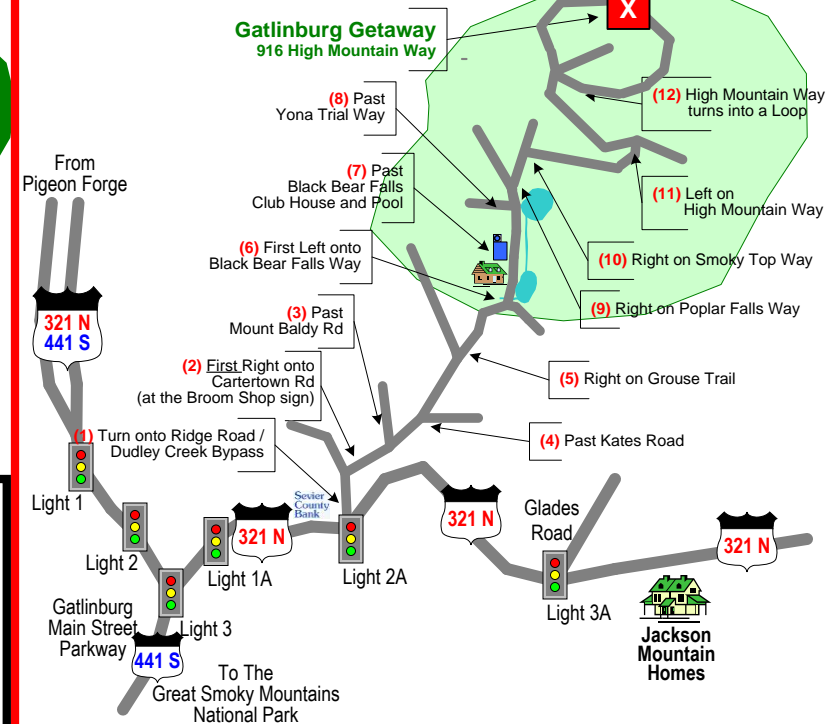 X
Gatlinburg Getaway
916 High Mountain Way
(8) Past
Yona Trial Way
(12) High Mountain Way
turns into a Loop
From
Pigeon Forge
(7) Past
Black Bear Falls
Club House and Pool
(11) Left on
High Mountain Way
(6) First Left onto
Black Bear Falls Way
(10) Right on Smoky Top Way
(3) Past
Mount Baldy Rd
(9) Right on Poplar Falls Way
321 N
441 S
(2) First Right onto
Cartertown Rd
(at the Broom Shop sign)
(5) Right on Grouse Trail
(1) Turn onto Ridge Road /
Dudley Creek Bypass
(4) Past Kates Road
Light 1
Sevier
County
Bank
321 N
321 N
Glades
Road
321 N
Light 2
Light 1A
Light 2A
Light 3A
Gatlinburg
Main Street
Parkway
Light 3
441 S
Jackson
Mountain
Homes
To The
Great Smoky Mountains
National Park